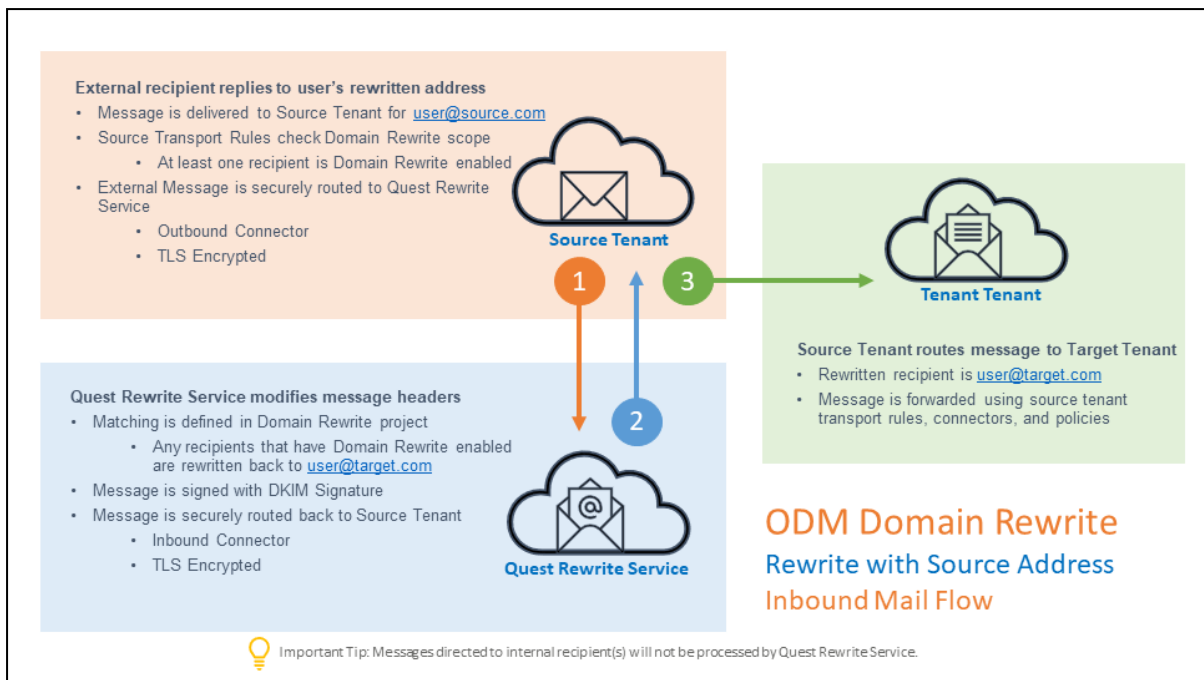 External recipient replies to user's rewritten address
• Message is delivered to Source Tenant for user@source.com
• Source Transport Rules check Domain Rewrite scope
• At least one recipient is Domain Rewrite enabled
• External Message is securely routed to Quest Rewrite
Service
• Outbound Connector
• TLS Encrypted
Source Tenant
1
2
3
Tenant Tenant
Source Tenant routes message to Target Tenant
• Rewritten recipient is user@target.com
• Message is forwarded using source tenant
transport rules, connectors, and policies
Quest Rewrite Service modifies message headers
• Matching is defined in Domain Rewrite project
• Any recipients that have Domain Rewrite enabled
are rewritten back to user@target.com
• Message is signed with DKIM Signature
• Message is securely routed back to Source Tenant
• Inbound Connector
• TLS Encrypted
@
Quest Rewrite Service
ODM Domain Rewrite
Rewrite with Source Address
Inbound Mail Flow
Important Tip: Messages directed to internal recipient(s) will not be processed by Quest Rewrite Service.